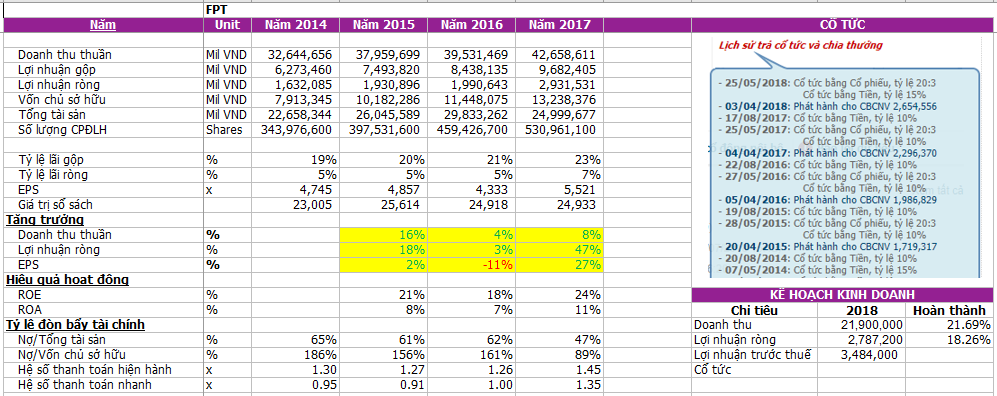 FPT
Năm Unit Năm 2014 Năm 2015 Năm 2016 Năm 2017 CỔ TỨC
Doanh thu thuần Mil VND 32,644,656 37,959,699 39,531,469 42,658,611
Lợi nhuận gộp Mil VND 6,273,460 7,493,820 8,438,135 9,682,405
Lợi nhuận ròng Mil VND 1,632,085 1,930,896 1,990,643 2,931,531
Vốn chủ sở hữu Mil VND 7,913,345 10,182,286 11,448,075 13,238,376
Tổng tài sản Mil VND 22,658,344 26,045,589 29,833,262 24,999,677
Số lượng CPĐLH Shares 343,976,600 397,531,600 459,426,700 530,961,100
Tỷ lệ lãi gộp % 19% 20% 21% 23%
Tỷ lệ lãi ròng % 5% 5% 5% 7%
EPS x 4,745 4,857 4,333 5,521
Giá trị sổ sách 23,005 25,614 24,918 24,933
Tăng trưởng
Doanh thu thuần % 16% 4% 8%
Lợi nhuận ròng % 18% 3% 47%
EPS % 2% -11% 27%
Hiệu quả hoạt động
ROE % 21% 18% 24%
ROA % 8% 7% 11%
Tỷ lệ đòn bẩy tài chính
Nợ/Tổng tài sản % 65% 61% 62% 47%
Nợ/Vốn chủ sở hữu % 186% 156% 161% 89%
Hệ số thanh toán hiện hành x 1.30 1.27 1.26 1.45
Hệ số thanh toán nhanh x 0.95 0.91 1.00 1.35
Lịch sử trả cổ tức và chia thưởng
- 25/05/2018: Cổ tức bằng Cổ phiếu, tỷ lệ 20:3
Cổ tức bằng Tiền, tỷ lệ 15%
- 03/04/2018: Phát hành cho CBCNV 2,654,556
- 17/08/2017: Cổ tức bằng Tiền, tỷ lệ 10%
- 25/05/2017: Cổ tức bằng Cổ phiếu, tỷ lệ 20:3
Cổ tức bằng Tiền, tỷ lệ 10%
- 04/04/2017: Phát hành cho CBCNV 2,296,370
- 22/08/2016: Cổ tức bằng Tiền, tỷ lệ 10%
- 27/05/2016: Cổ tức bằng Cổ phiếu, tỷ lệ 20:3
Cổ tức bằng Tiền, tỷ lệ 10%
- 05/04/2016: Phát hành cho CBCNV 1,986,829
- 19/08/2015: Cổ tức bằng Tiền, tỷ lệ 10%
- 28/05/2015: Cổ tức bằng Cổ phiếu, tỷ lệ 20:3
Cổ tức bằng Tiền, tỷ lệ 10%
- 20/04/2015: Phát hành cho CBCNV 1,719,317
- 20/08/2014: Cổ tức bằng Tiền, tỷ lệ 10%
- 07/05/2014: Cổ tức bằng Tiền, tỷ lệ 15%
KẾ HOẠCH KINH DOANH
Chỉ tiêu 2018 Hoàn thành
Doanh thu 21,900,000 21.69%
Lợi nhuận ròng 2,787,200 18.26%
Lợi nhuận trước thuế 3,484,000
Cổ tức